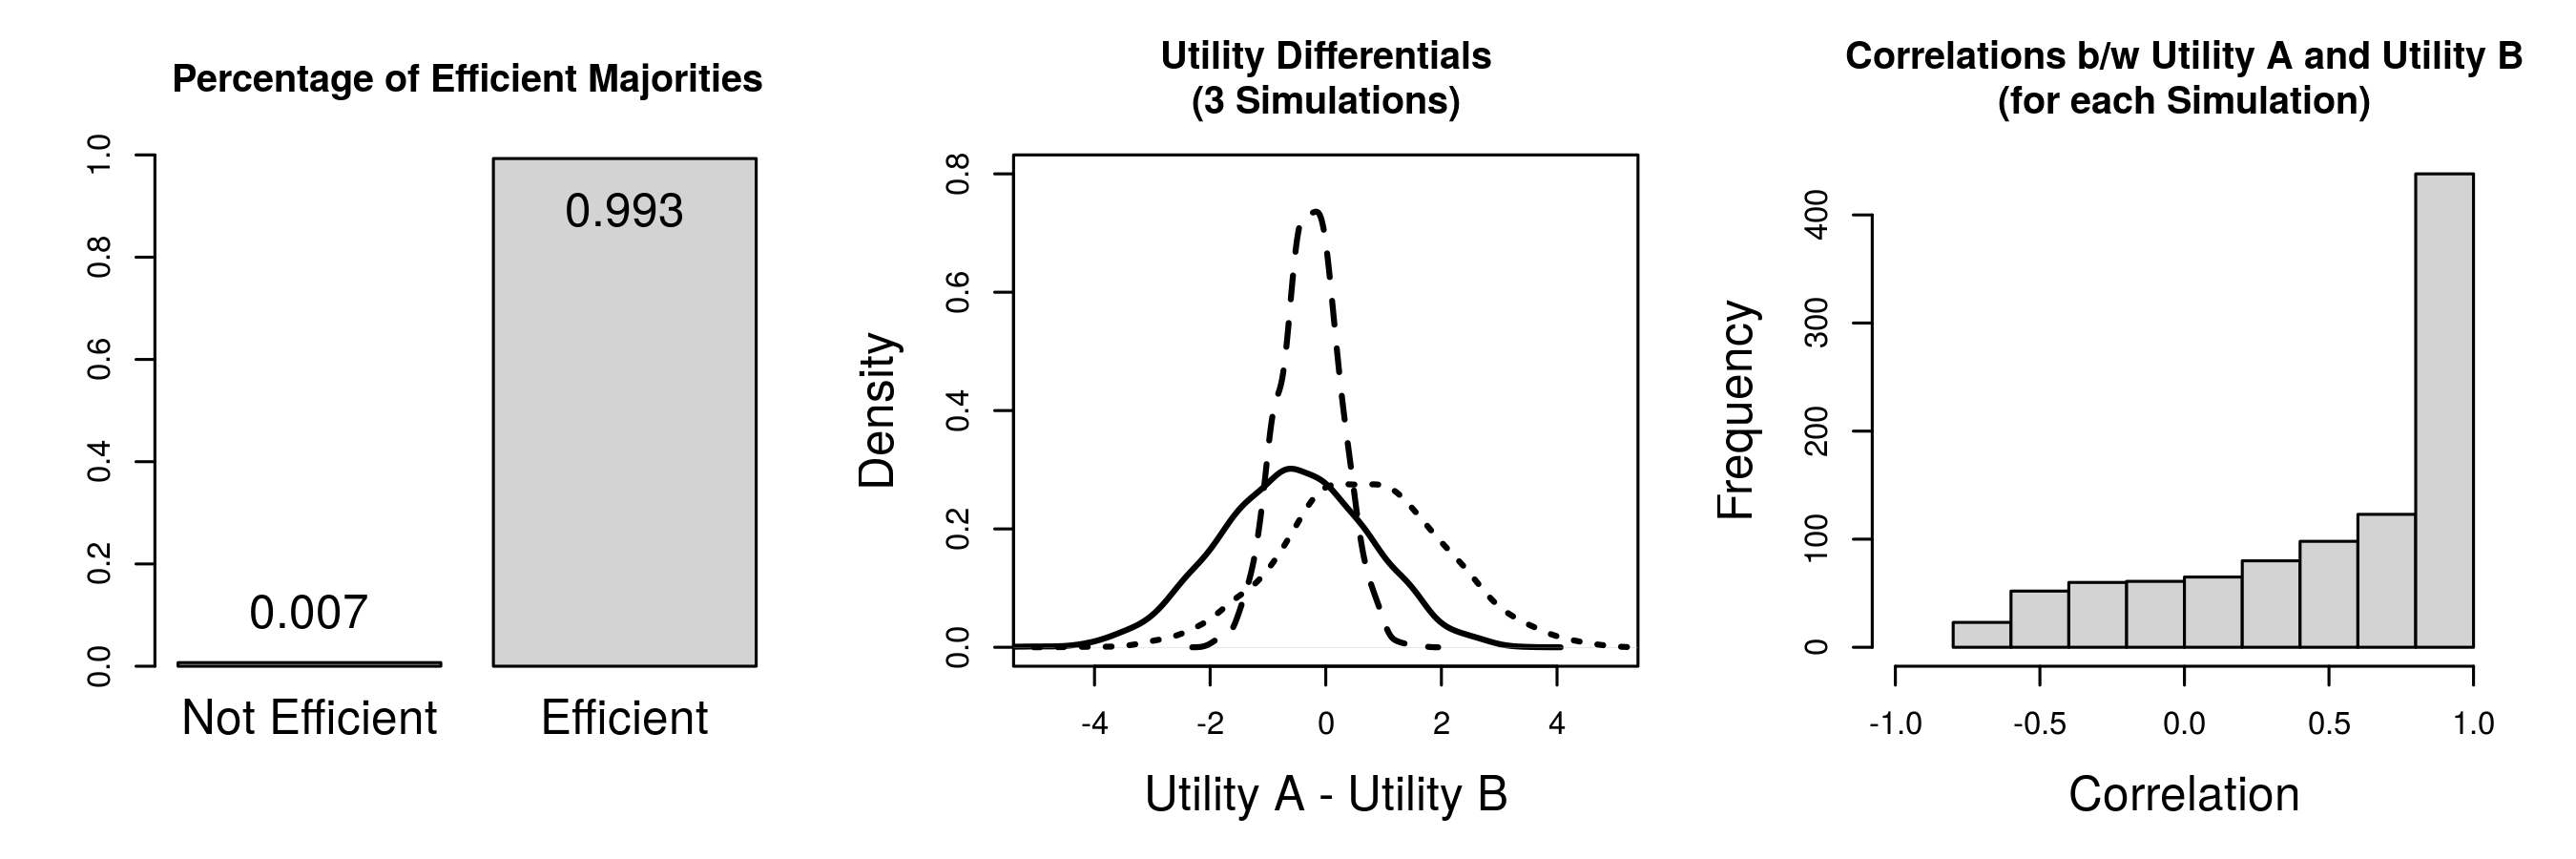 Percentage of Efficient Majorities
0.0
0.2
0.4
0.6
0.8
1.0
0.007
0.993
Not Efficient
Efficient
Utility Differentials
(3 Simulations)
Density
0.0
0.2
0.4
0.6
0.8
-4
-2
0
2
4
Utility A - Utility B
Correlations b/w Utility A and Utility B
(for each Simulation)
Frequency
0
100
200
300
400
-1.0
-0.5
0.0
0.5
1.0
Correlation